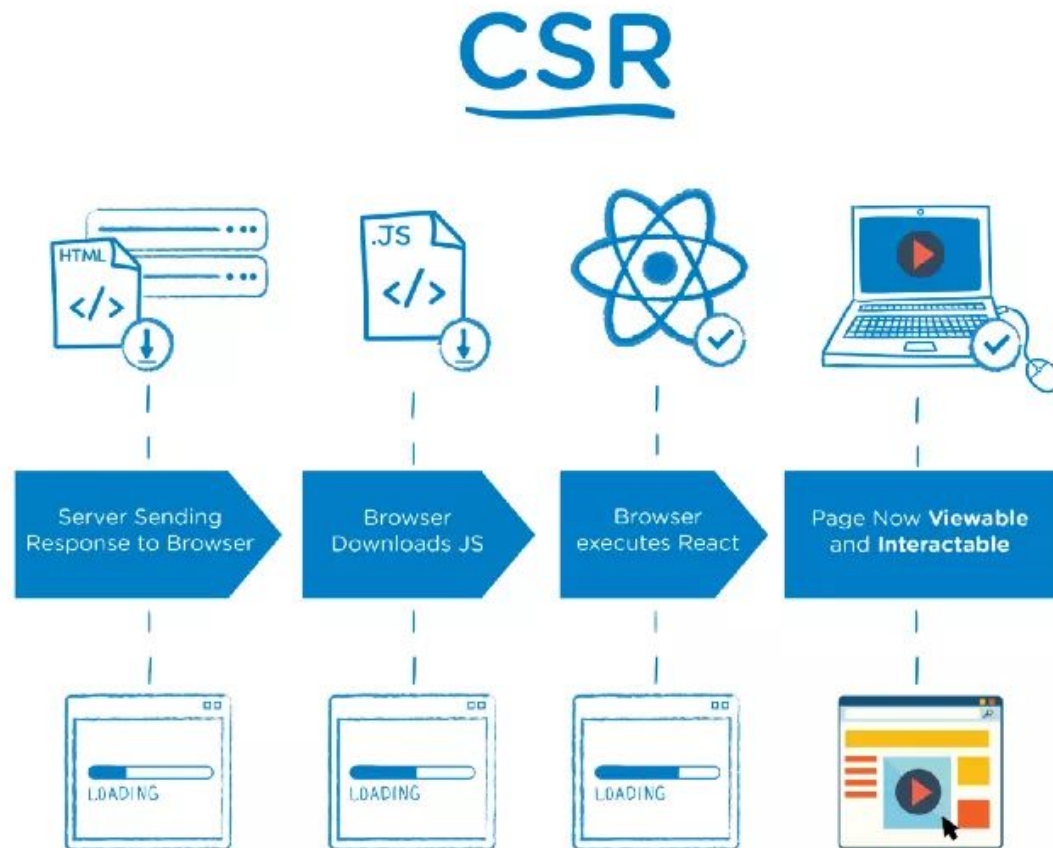 CSR
HTML
</>
.JS
</>
Server Sending
Response to Browser
Browser
Downloads JS
Browser
executes React
Page Now Viewable
and Interactable
LOADING
LOADING
LOADING